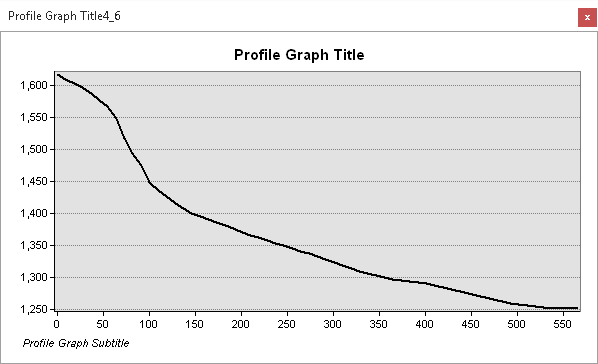 Profile Graph Title4_6
x
Profile Graph Title
1,600
1,550
1,500
1,450
1,400
1,350
1,300
1,250
0 50 100 150 200 250 300 350 400 450 500 550
Profile Graph Subtitle